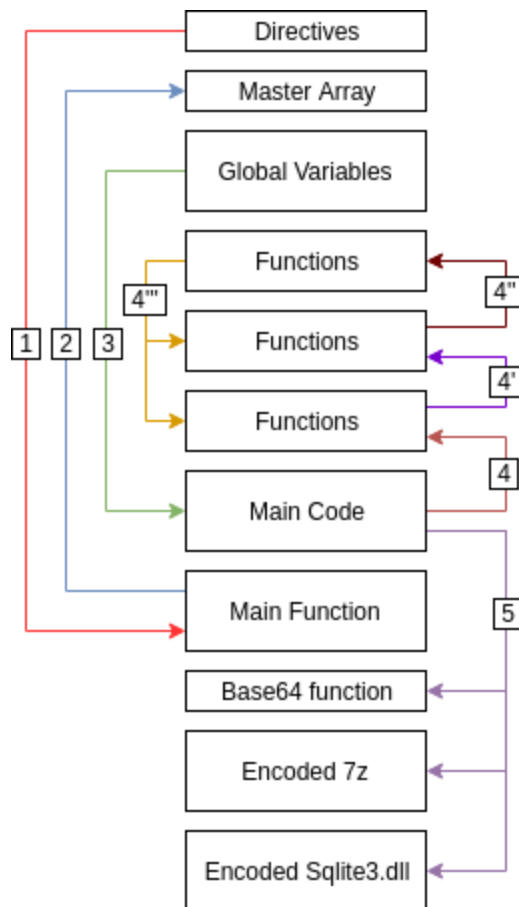 Directives
Master Array
Global Variables
Functions
4'''
4"
1
2
3
Functions
4'
Functions
4
Main Code
Main Function
5
Base64 function
Encoded 7z
Encoded Sqlite3.dll